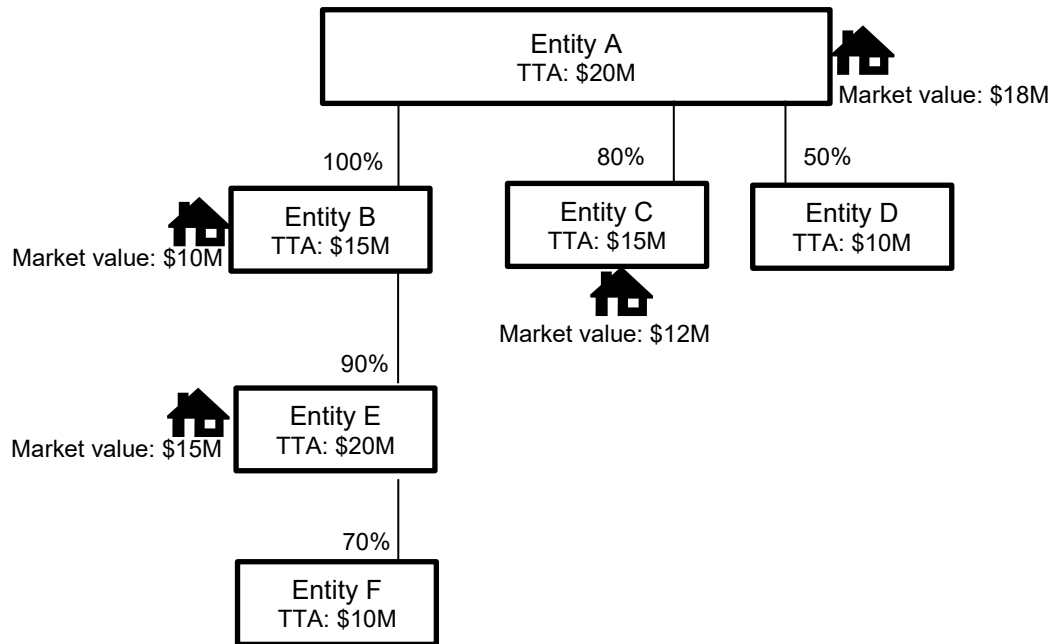 Entity A
TTA: $20M
Market value: $18M
100%
80%
50%
Entity B
TTA: $15M
Market value: $10M
Entity C
TTA: $15M
Entity D
TTA: $10M
Market value: $12M
90%
Entity E
TTA: $20M
Market value: $15M
70%
Entity F
TTA: $10M